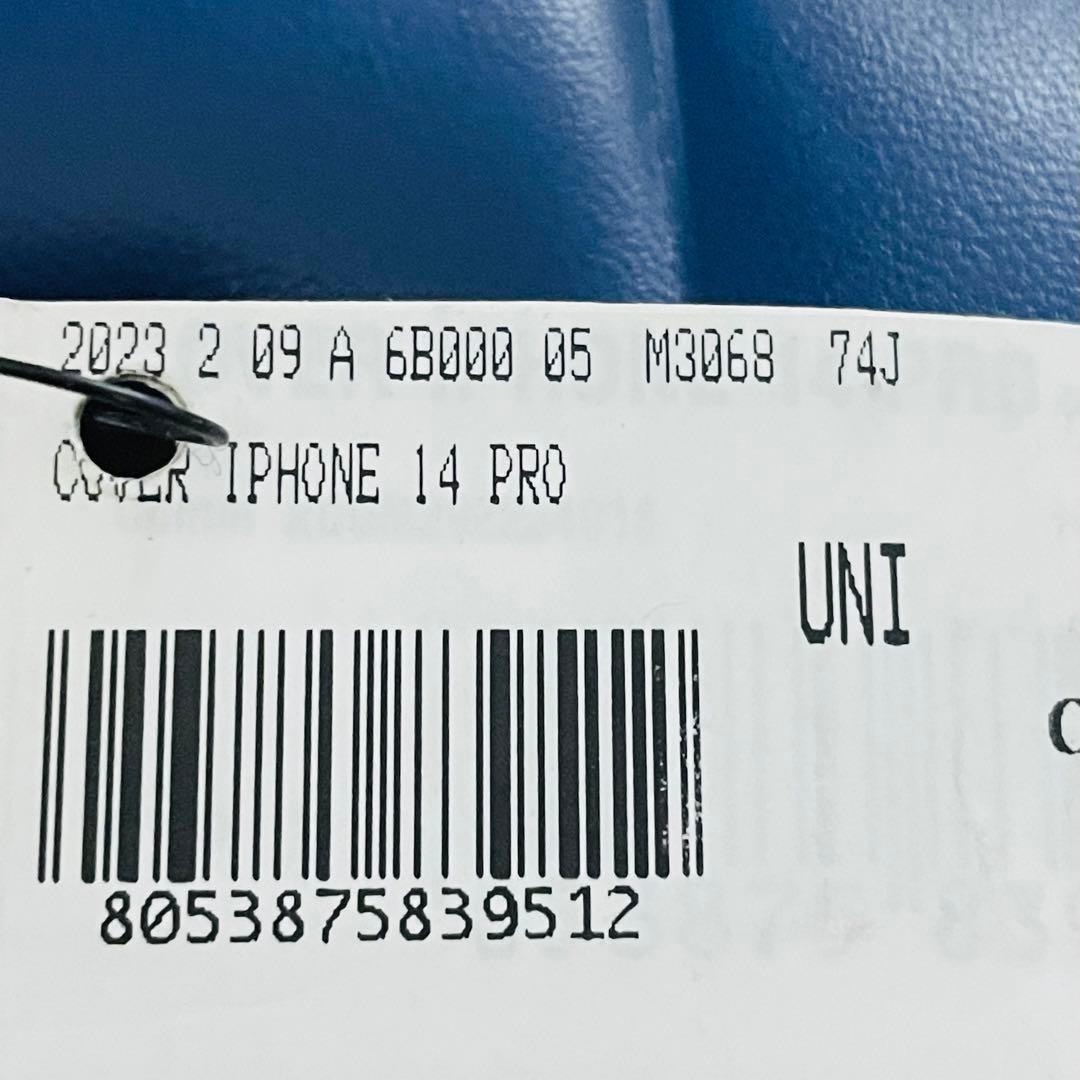 2023 2 09 A 6B000 05 M3068 74J
COVER IPHONE 14 PRO
UNI
8053875839512